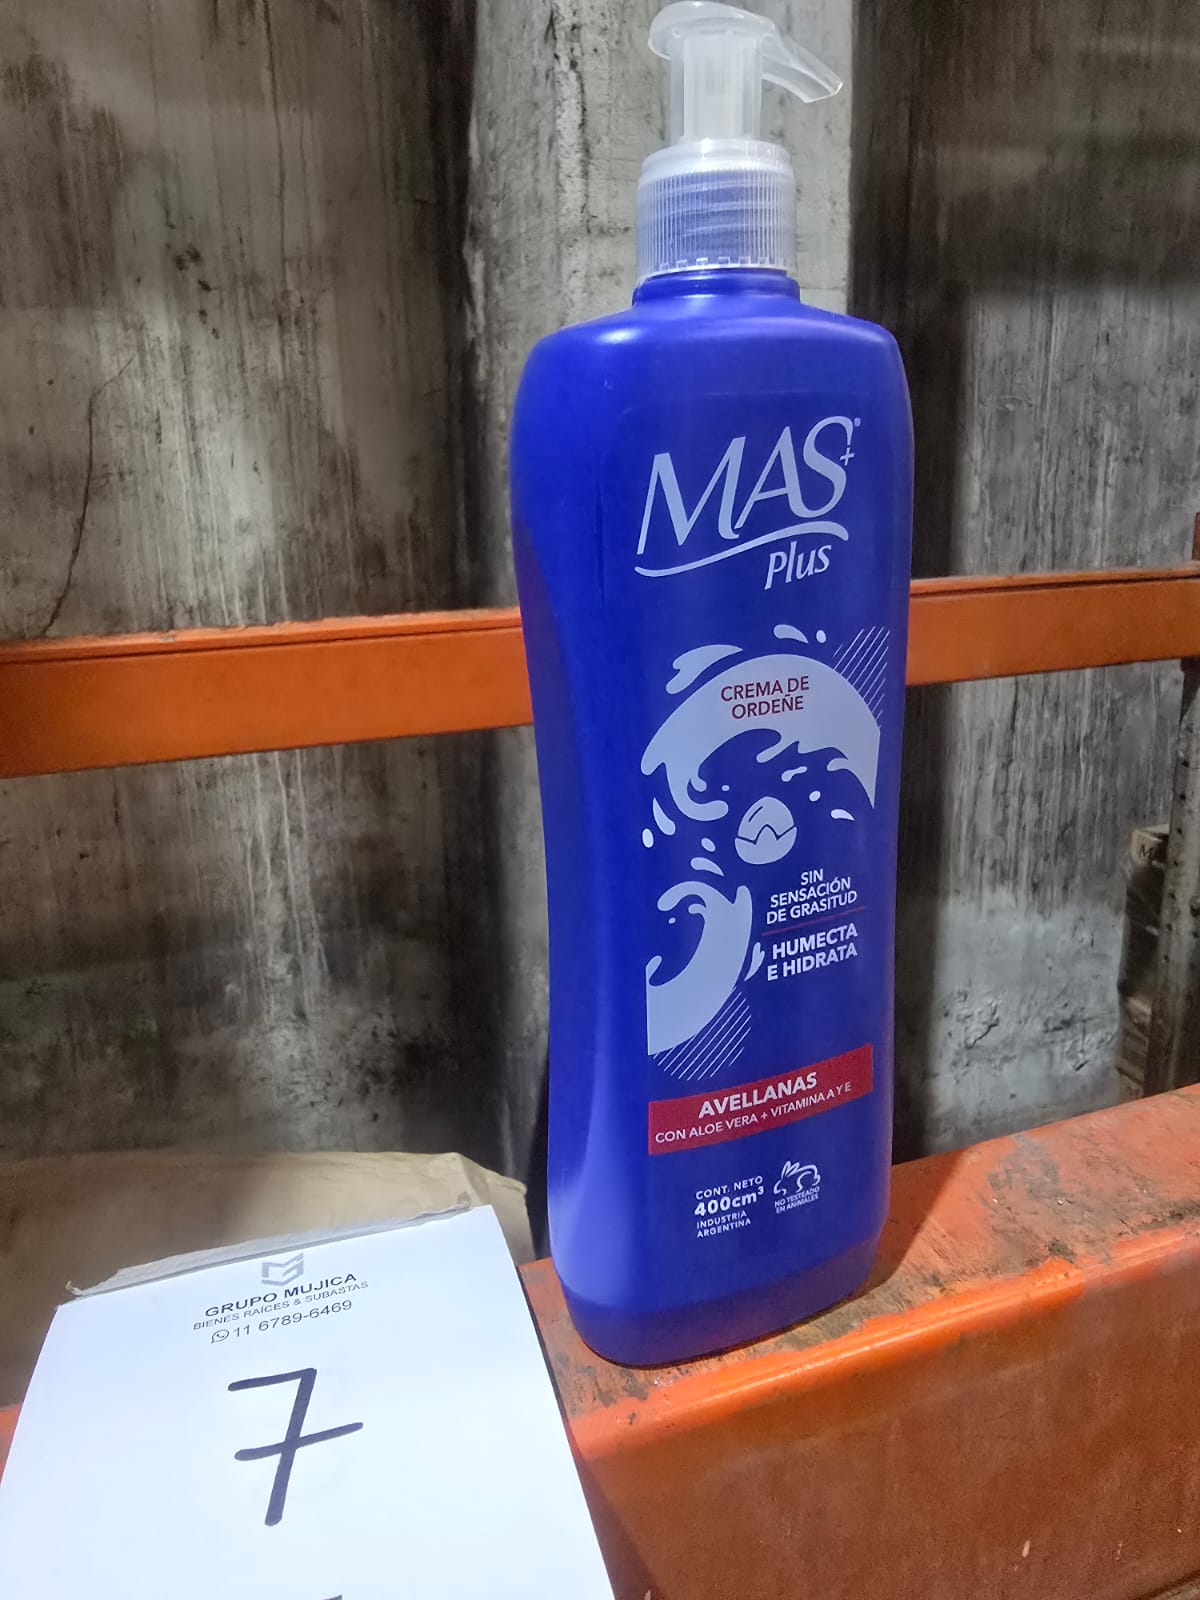 MAS+®
Plus
CREMA DE
ORDEÑE
SIN
SENSACIÓN
DE GRASITUD
HUMECTA
E HIDRATA
AVELLANAS
CON ALOE VERA + VITAMINA A Y E
CONT. NETO
400cm³
INDUSTRIA
ARGENTINA
NO TESTEADO
EN ANIMALES
GRUPO MUJICA
BIENES RAÍCES & SUBASTAS
11 6789-6469
7